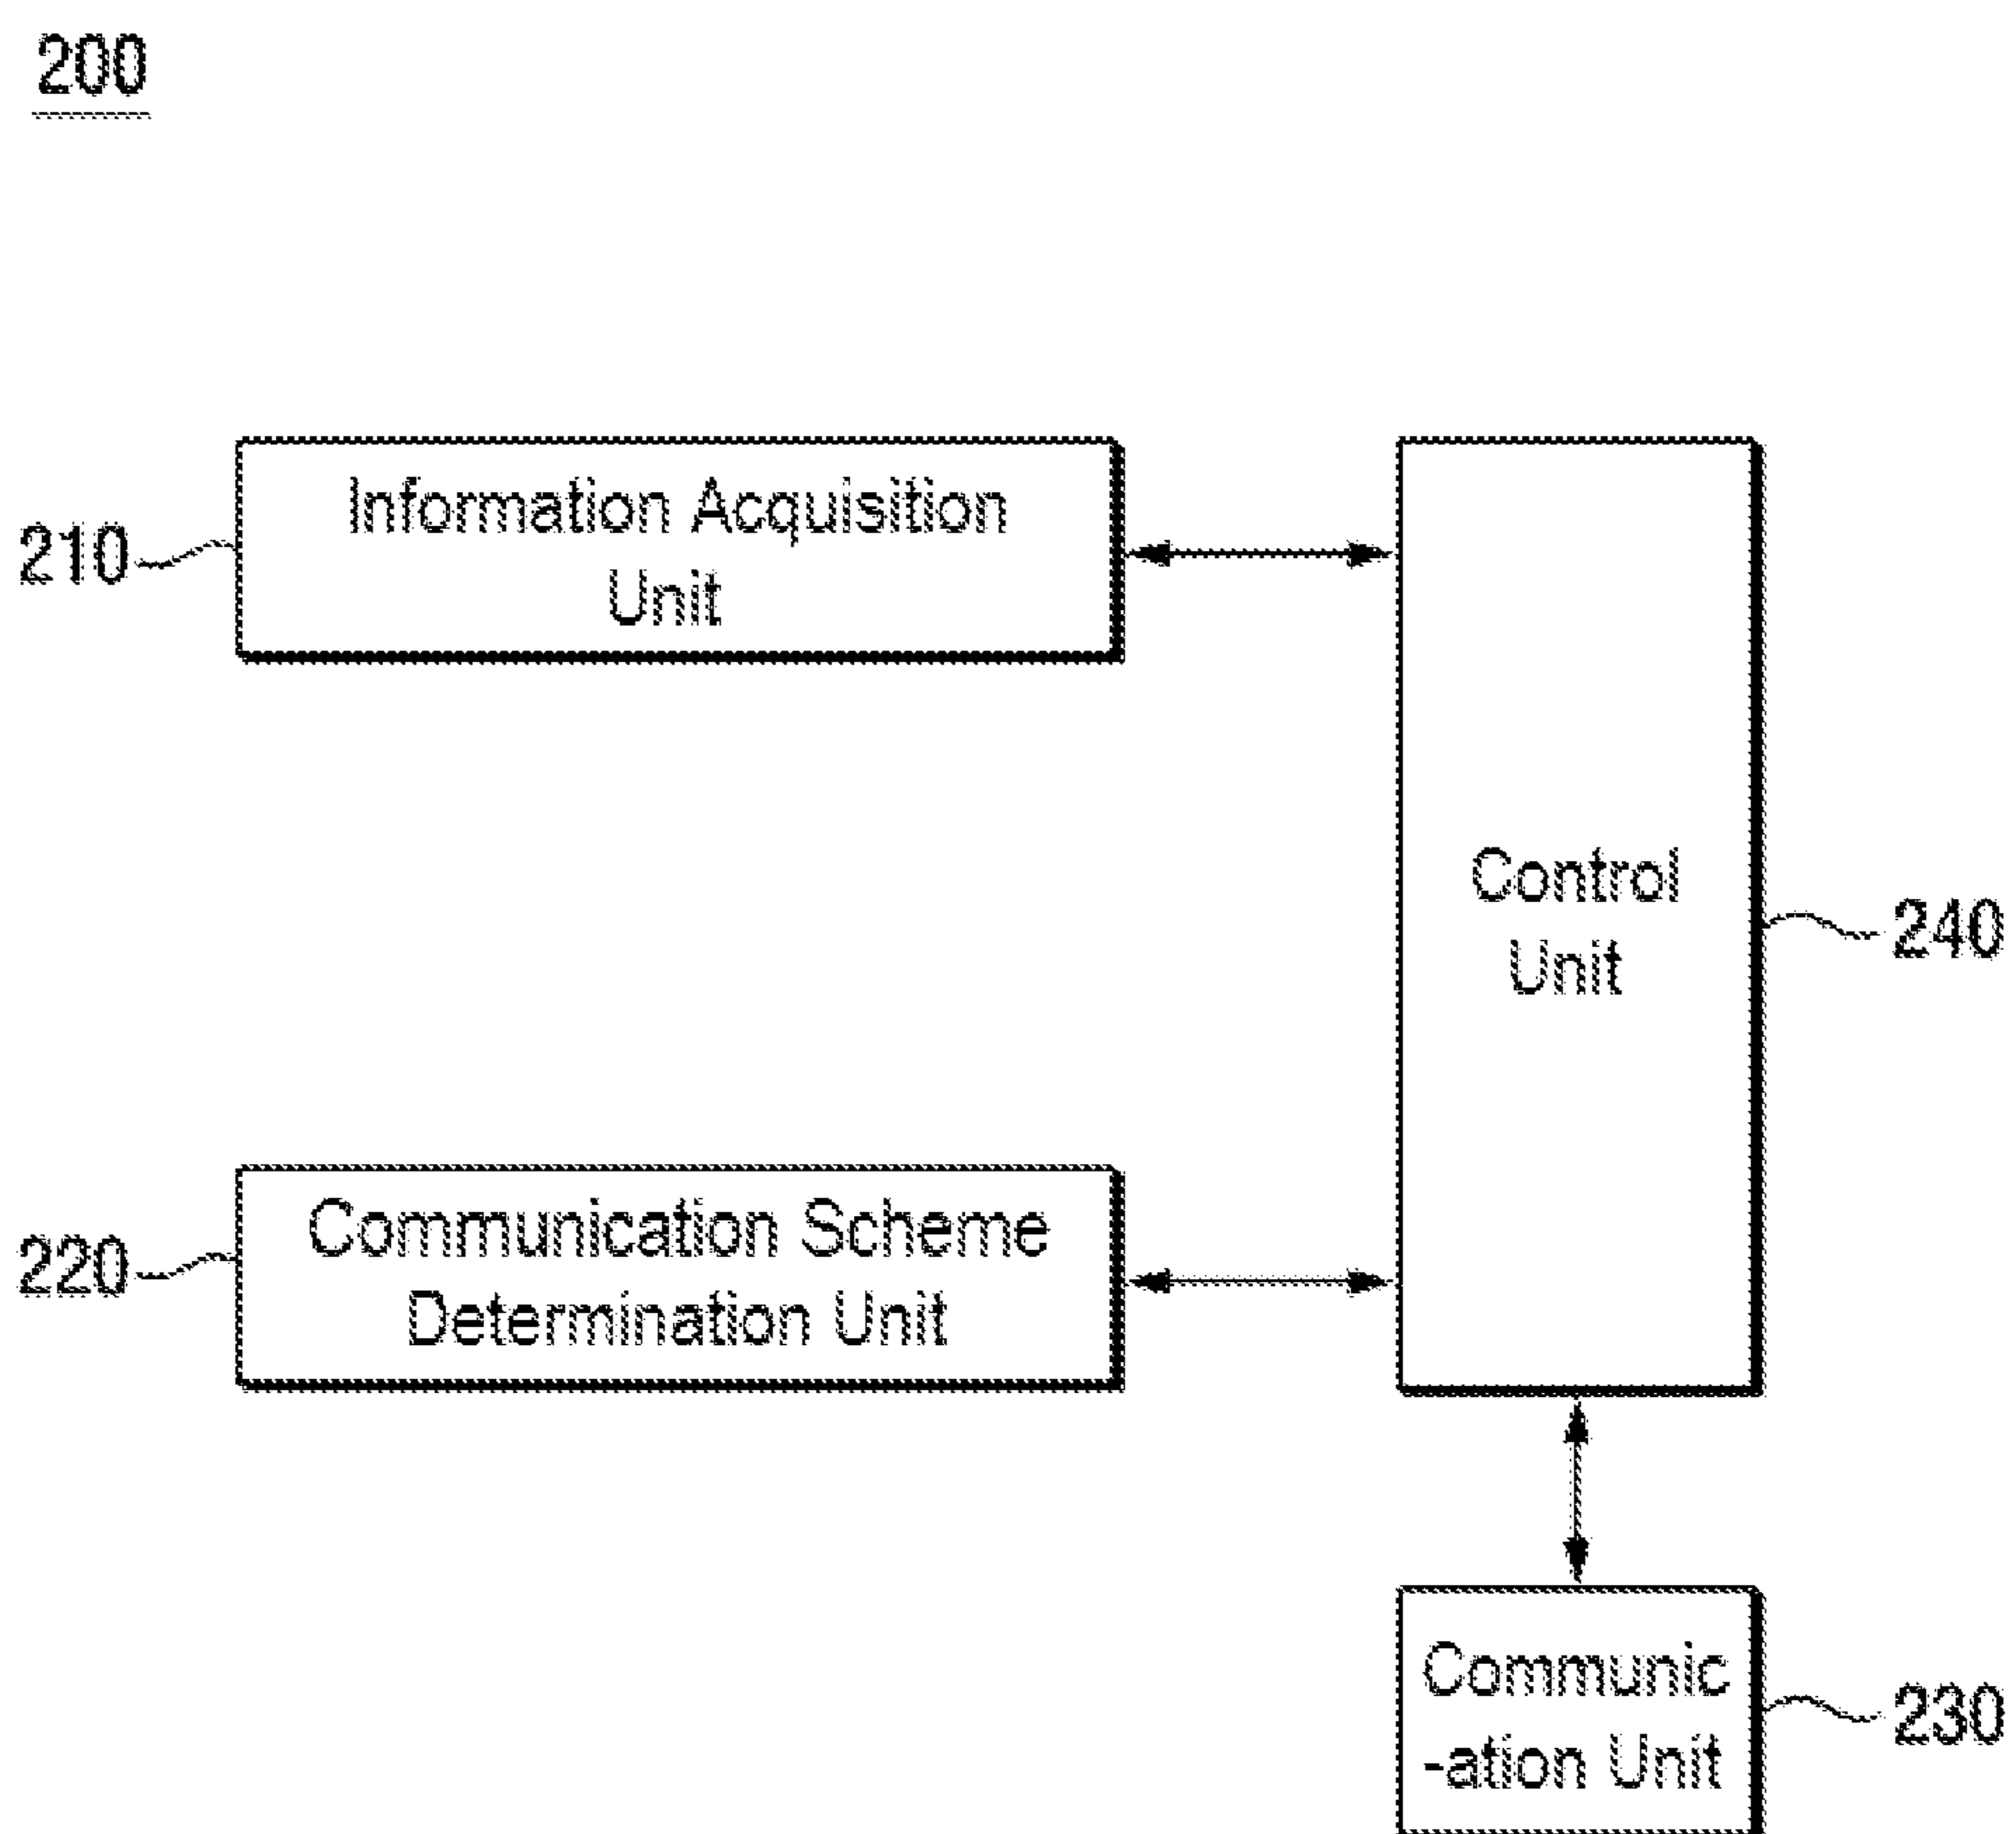 200
Information Acquisition
Unit
210
Control
Unit
240
Communication Scheme
Determination Unit
220
Communic
-ation Unit
230